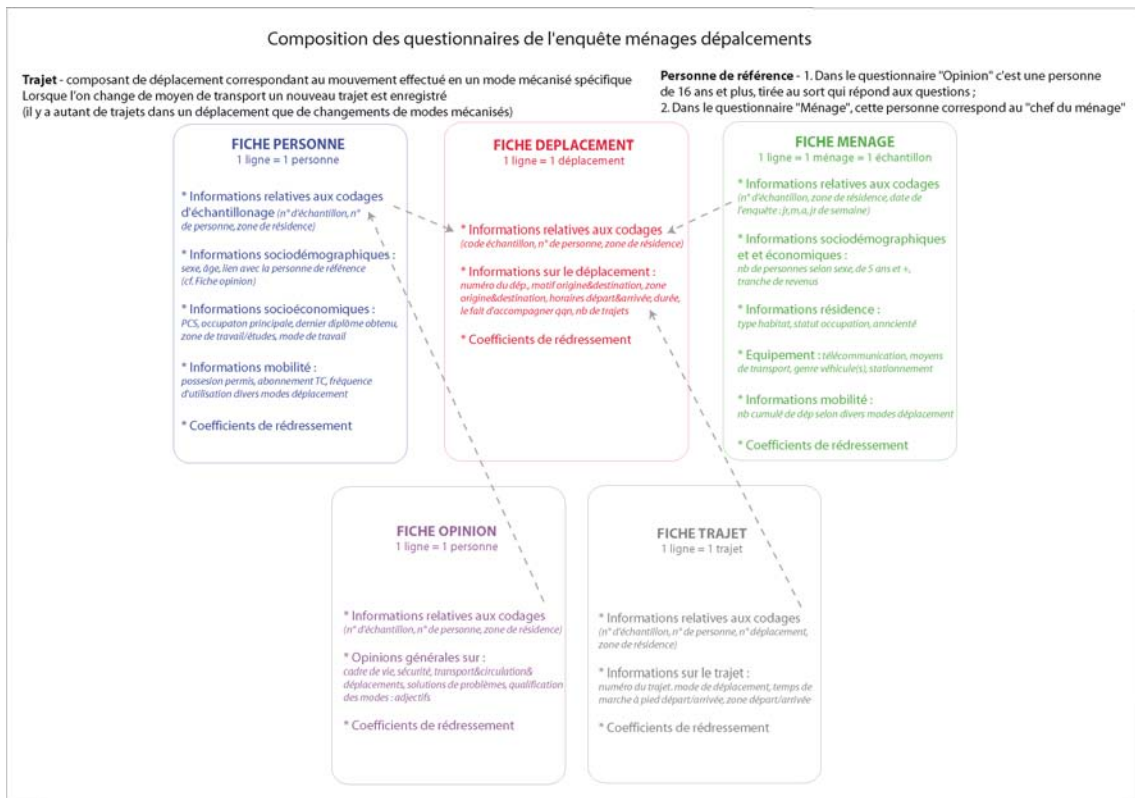 Composition des questionnaires de l'enquête ménages dépalcements
Trajet - composant de déplacement correspondant au mouvement effectué en un mode mécanisé spécifique
Lorsque l'on change de moyen de transport un nouveau trajet est enregistré
(il y a autant de trajets dans un déplacement que de changements de modes mécanisés)
Personne de référence - 1. Dans le questionnaire "Opinion" c'est une personne
de 16 ans et plus, tirée au sort qui répond aux questions ;
2. Dans le questionnaire "Ménage", cette personne correspond au "chef du ménage"
FICHE PERSONNE
1 ligne = 1 personne
* Informations relatives aux codages
d'échantillonage (n° d'échantillon, n°
de personne, zone de résidence)
* Informations sociodémographiques :
sexe, âge, lien avec la personne de référence
(cf. Fiche opinion)
* Informations socioéconomiques :
PCS, occupaton principale, dernier diplôme obtenu,
zone de travail/études, mode de travail
* Informations mobilité :
possesion permis, abonnement TC, fréquence
d'utilisation divers modes déplacement
* Coefficients de rédressement
FICHE DEPLACEMENT
1 ligne = 1 déplacement
* Informations relatives aux codages
(code échantillon, n° de personne, zone de résidence)
* Informations sur le déplacement :
numéro du dép., motif origine&destination, zone
origine&destination, horaires départ&arrivée, durée,
le fait d'accompagner qqn, nb de trajets
* Coefficients de rédressement
FICHE MENAGE
1 ligne = 1 ménage = 1 échantillon
* Informations relatives aux codages
(n° d'échantillon, zone de résidence, date de
l'enquête : jr,m,a, jr de semaine)
* Informations sociodémographiques
et et économiques :
nb de personnes selon sexe, de 5 ans et +,
tranche de revenus
* Informations résidence :
type habitat, statut occupation, anncienté
* Equipement : télécommunication, moyens
de transport, genre véhicule(s), stationnement
* Informations mobilité :
nb cumulé de dép selon divers modes déplacement
* Coefficients de rédressement
FICHE OPINION
1 ligne = 1 personne
* Informations relatives aux codages
(n° d'échantillon, n° de personne, zone de résidence)
* Opinions générales sur :
cadre de vie, sécurité, transport&circulation&
déplacements, solutions de problèmes, qualification
des modes : adjectifs
* Coefficients de rédressement
FICHE TRAJET
1 ligne = 1 trajet
* Informations relatives aux codages
(n° d'échantillon, n° de personne, n° déplacement,
zone de résidence)
* Informations sur le trajet :
numéro du trajet. mode de déplacement, temps de
marche à pied départ/arrivée, zone départ/arrivée
* Coefficients de rédressement